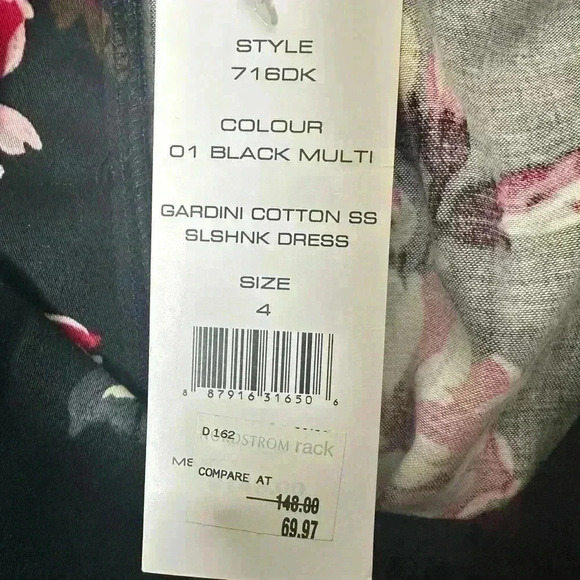 STYLE
716DK
COLOUR
01 BLACK MULTI
GARDINI COTTON SS
SLSHNK DRESS
SIZE
4
8 87916 31650 6
D 162
NORDSTROM rack
COMPARE AT
148.00
69.97